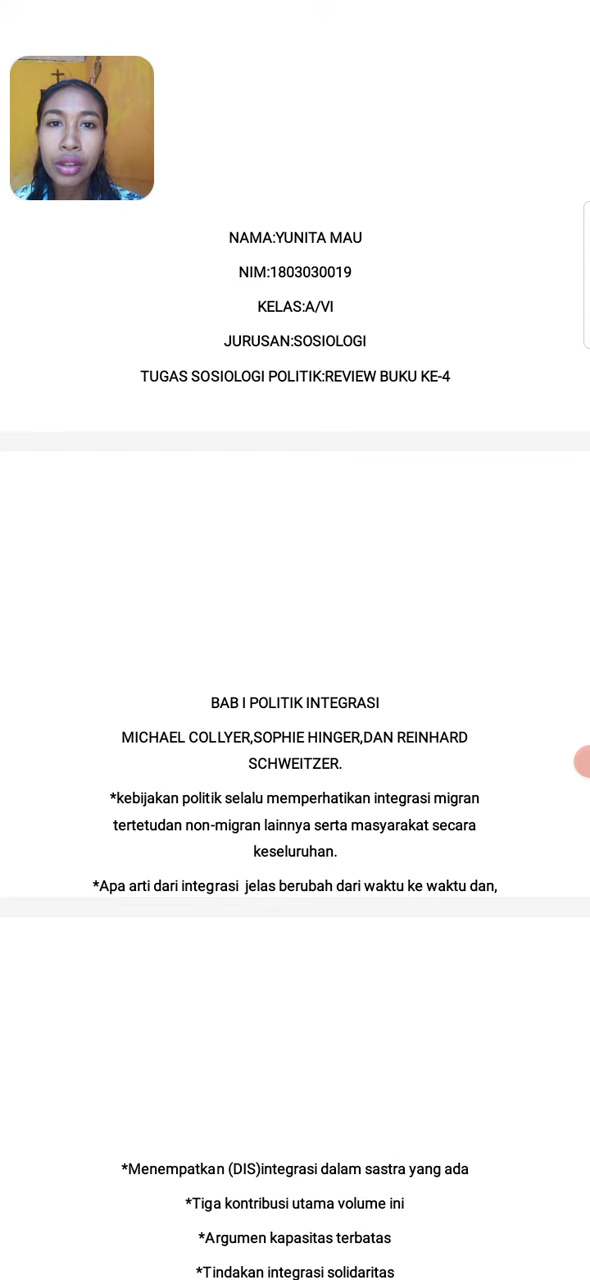 NAMA:YUNITA MAU
NIM:1803030019
KELAS:A/VI
JURUSAN:SOSIOLOGI
TUGAS SOSIOLOGI POLITIK:REVIEW BUKU KE-4
BAB I POLITIK INTEGRASI
MICHAEL COLLYER,SOPHIE HINGER,DAN REINHARD
SCHWEITZER.
*kebijakan politik selalu memperhatikan integrasi migran
tertetudan non-migran lainnya serta masyarakat secara
keseluruhan.
*Apa arti dari integrasi jelas berubah dari waktu ke waktu dan,
*Menempatkan (DIS)integrasi dalam sastra yang ada
*Tiga kontribusi utama volume ini
*Argumen kapasitas terbatas
*Tindakan integrasi solidaritas